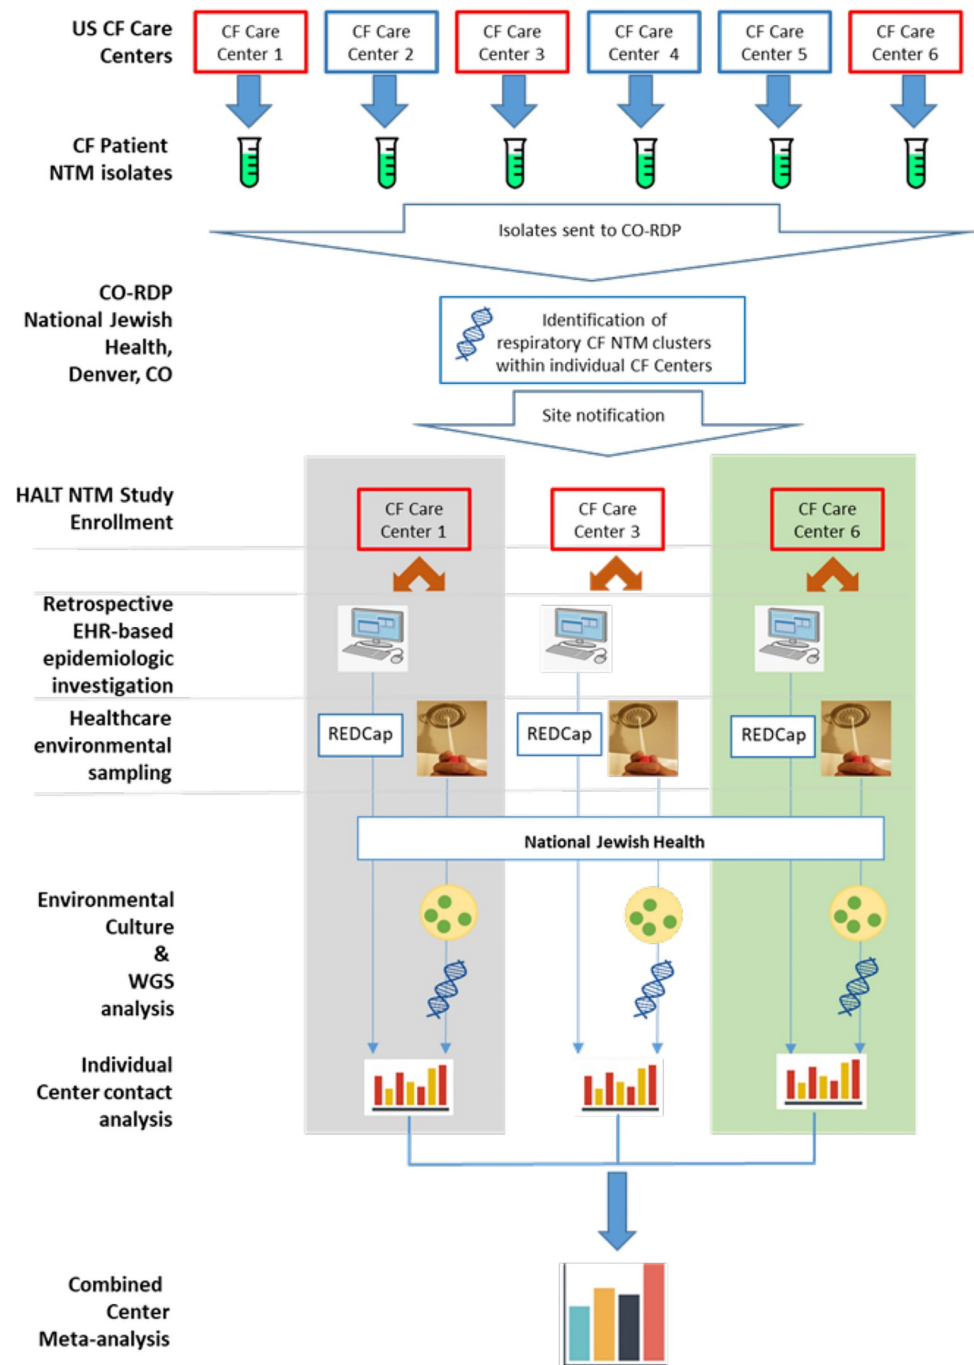 US CF Care
Centers
CF Care
Center 1
CF Care
Center 2
CF Care
Center 3
CF Care
Center 4
CF Care
Center 5
CF Care
Center 6
CF Patient
NTM isolates
Isolates sent to CO-RDP
CO-RDP
National Jewish
Health,
Denver, CO
Identification of
respiratory CF NTM clusters
within individual CF Centers
Site notification
HALT NTM Study
Enrollment
CF Care
Center 1
CF Care
Center 3
CF Care
Center 6
Retrospective
EHR-based
epidemiologic
investigation
Healthcare
environmental
sampling
REDCap
REDCap
REDCap
National Jewish Health
Environmental
Culture
&
WGS
analysis
Individual
Center contact
analysis
Combined
Center
Meta-analysis